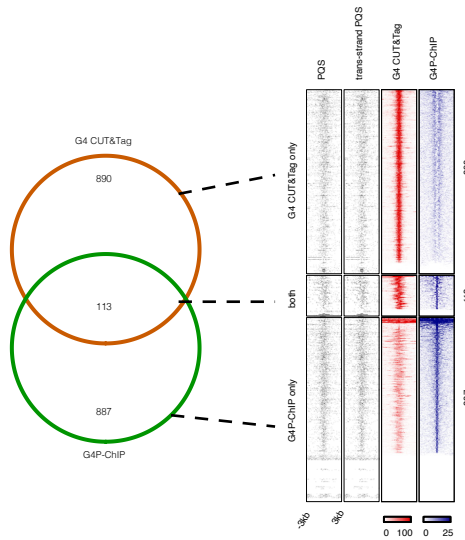 PQS
trans-strand PQS
G4 CUT&Tag
G4P-ChIP
G4 CUT&Tag
890
113
887
G4P-ChIP
G4 CUT&Tag only
both
G4P-ChIP only
-3kb
3kb
0 100
0 25